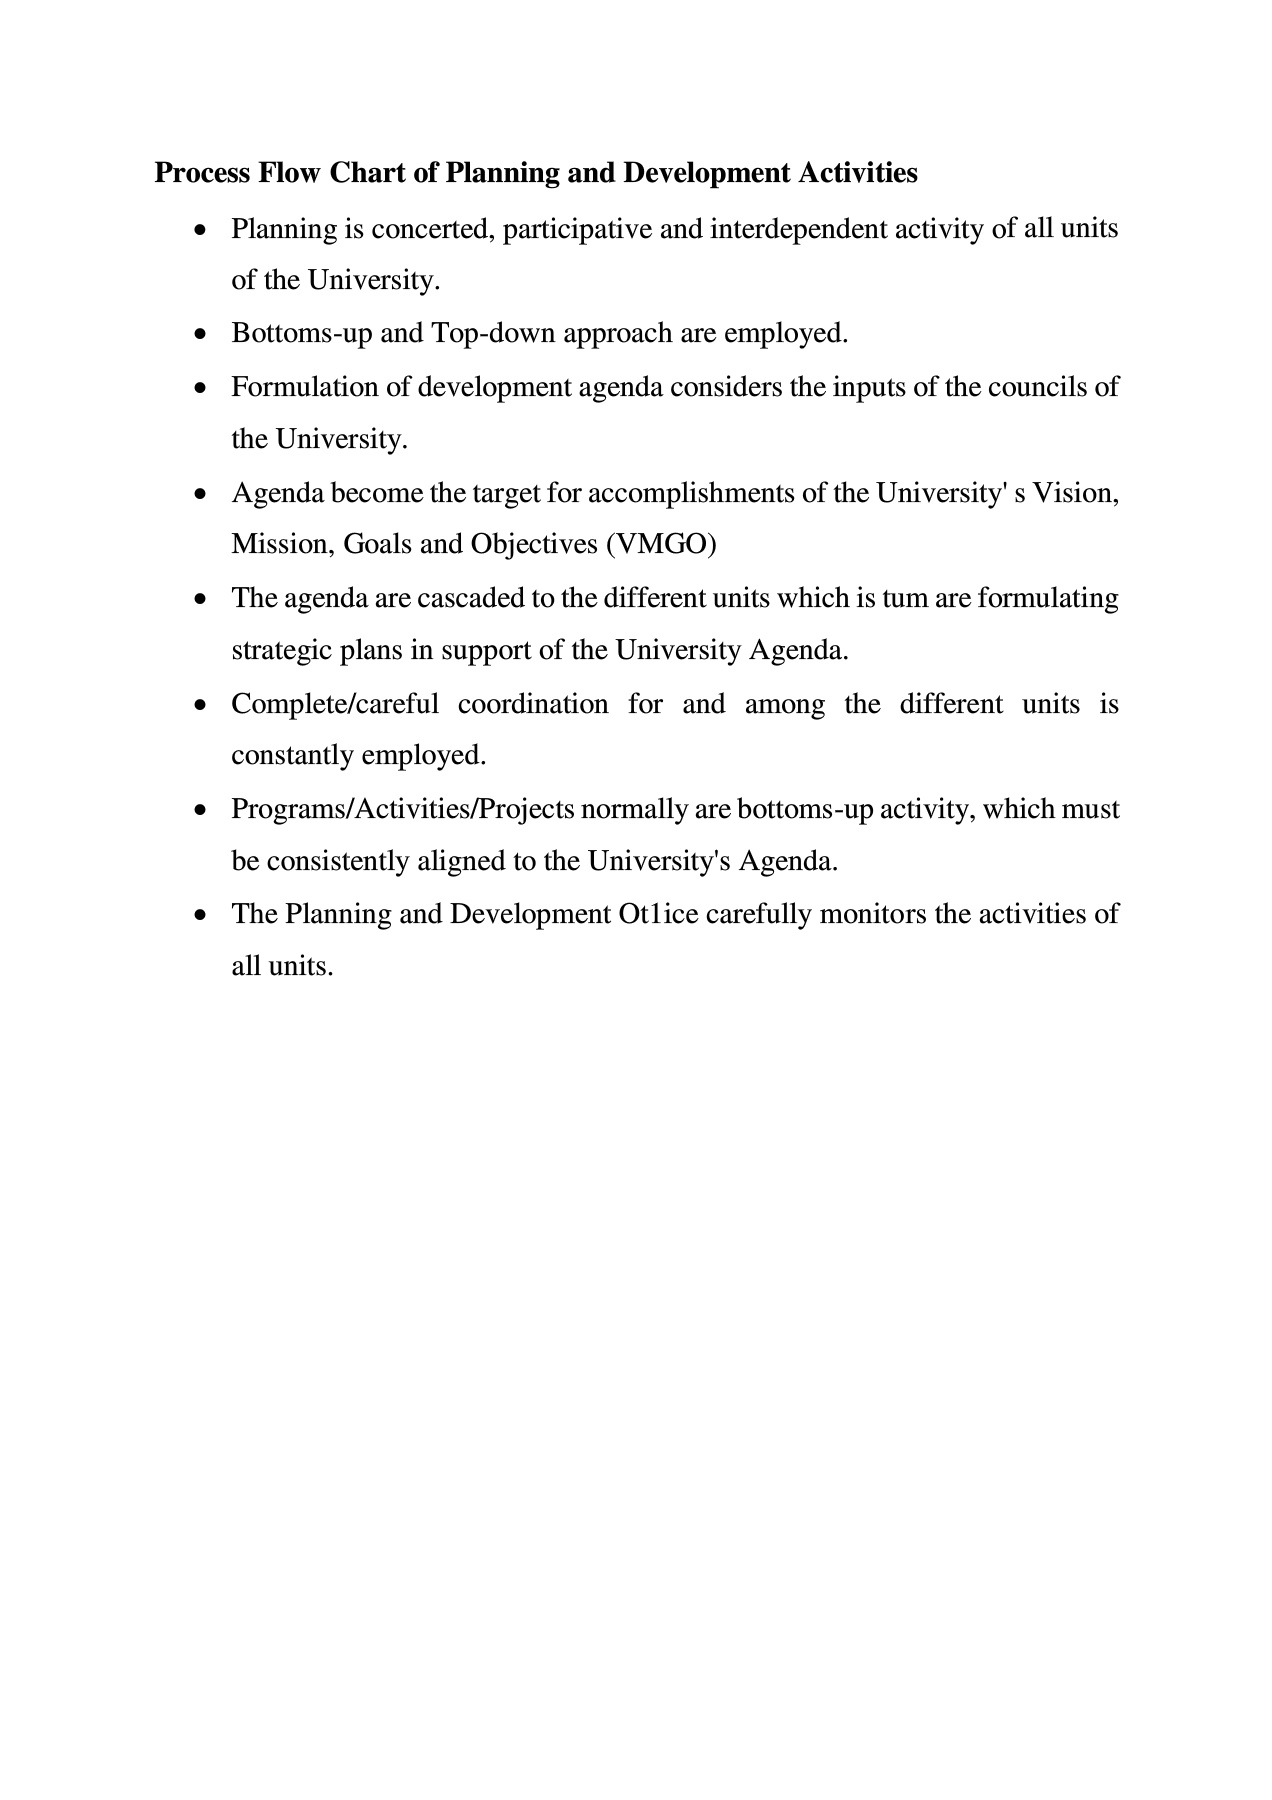 Process Flow Chart of Planning and Development Activities
• Planning is concerted, participative and interdependent activity of all units
of the University.
• Bottoms-up and Top-down approach are employed.
• Formulation of development agenda considers the inputs of the councils of
the University.
• Agenda become the target for accomplishments of the University' s Vision,
Mission, Goals and Objectives (VMGO)
• The agenda are cascaded to the different units which is tum are formulating
strategic plans in support of the University Agenda.
• Complete/careful coordination for and among the different units is
constantly employed.
• Programs/Activities/Projects normally are bottoms-up activity, which must
be consistently aligned to the University's Agenda.
• The Planning and Development Ot1ice carefully monitors the activities of
all units.